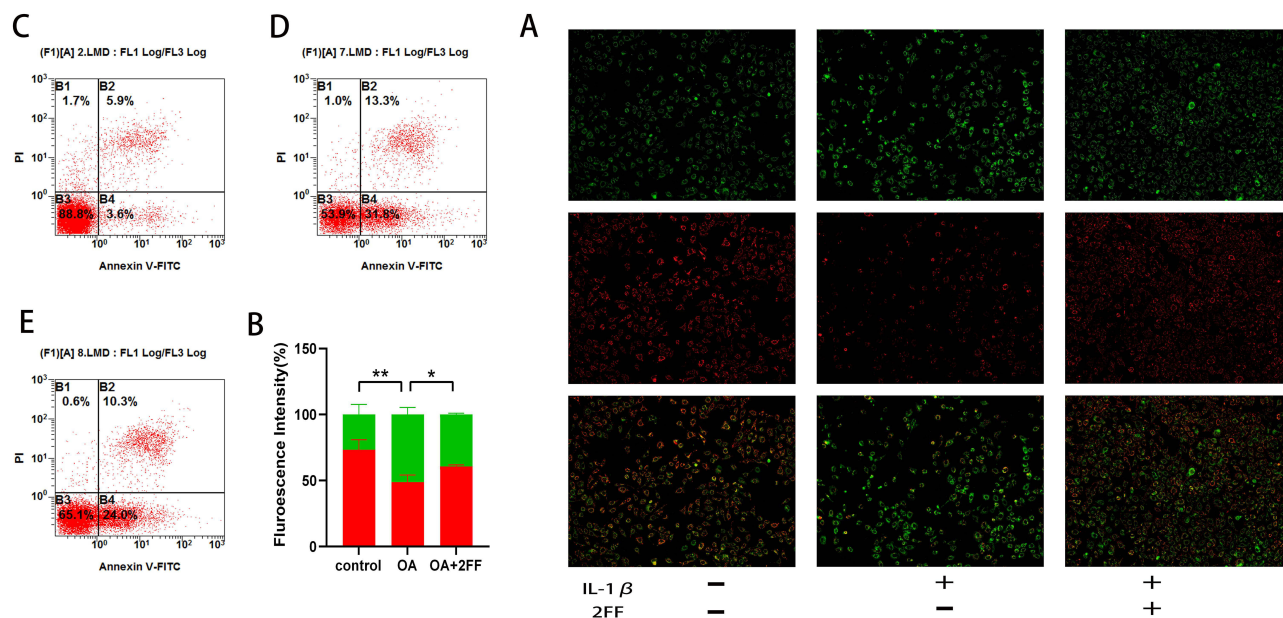 C
(F1)[A] 2.LMD : FL1 Log/FL3 Log
10³
10²
10¹
10⁰
PI
B1
1.7%
B2
5.9%
B3
88.8%
B4
3.6%
10⁰ 10¹ 10² 10³
Annexin V-FITC
D
(F1)[A] 7.LMD : FL1 Log/FL3 Log
10³
10²
10¹
10⁰
PI
B1
1.0%
B2
13.3%
B3
53.9%
B4
31.8%
10⁰ 10¹ 10² 10³
Annexin V-FITC
E
(F1)[A] 8.LMD : FL1 Log/FL3 Log
10³
10²
10¹
10⁰
PI
B1
0.6%
B2
10.3%
B3
65.1%
B4
24.0%
10⁰ 10¹ 10² 10³
Annexin V-FITC
B
Fluroescence Intensity(%)
150
100
50
0
** *
control OA OA+2FF
A
IL-1 β − + +
2FF − − +